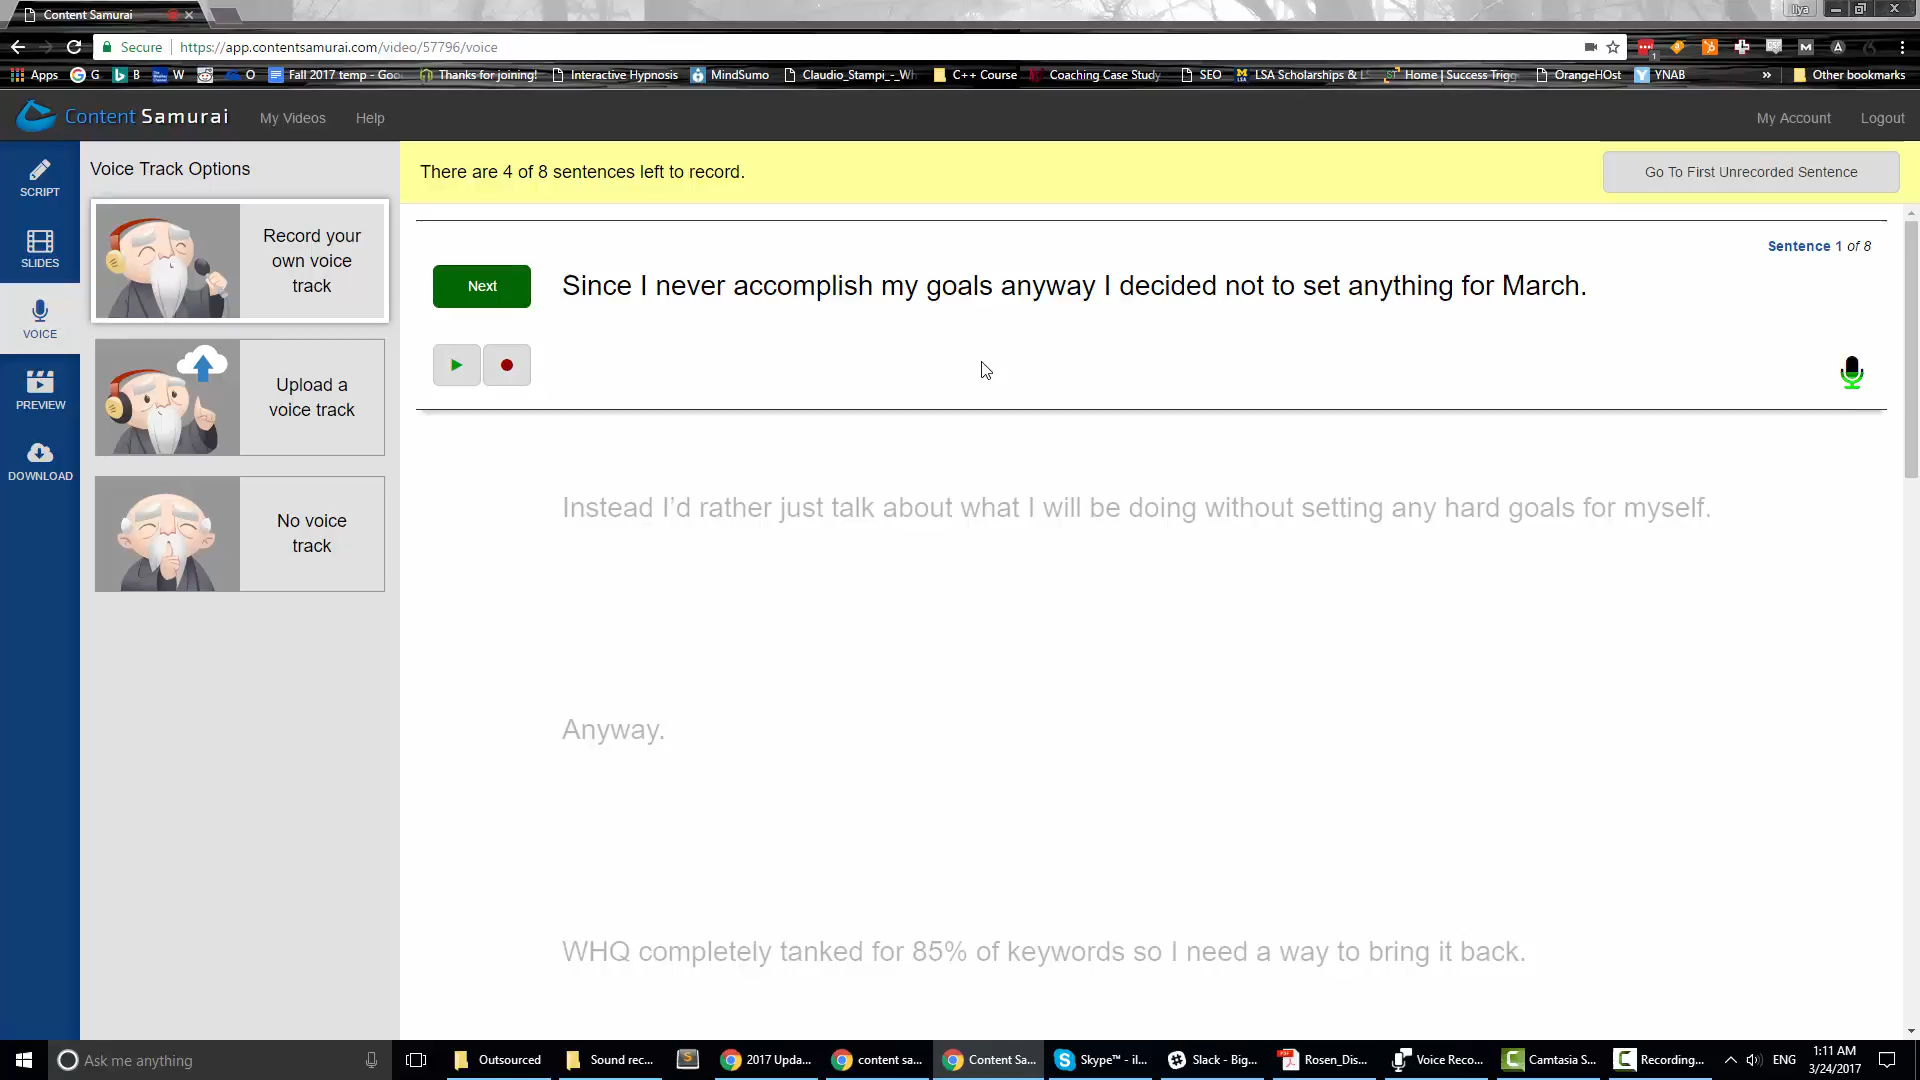 Content Samurai
Ilya
Secure | https://app.contentsamurai.com/video/57796/voice
Apps G B W O Fall 2017 temp - Goo Thanks for joining! Interactive Hypnosis MindSumo Claudio_Stampi_-_Wh C++ Course Coaching Case Study SEO LSA Scholarships & L Home | Success Trigg OrangeHOst YNAB » Other bookmarks
Content Samurai My Videos Help My Account Logout
SCRIPT
SLIDES
VOICE
PREVIEW
DOWNLOAD
Voice Track Options
Record your
own voice
track
Upload a
voice track
No voice
track
There are 4 of 8 sentences left to record.
Go To First Unrecorded Sentence
Sentence 1 of 8
Next
Since I never accomplish my goals anyway I decided not to set anything for March.
Instead I’d rather just talk about what I will be doing without setting any hard goals for myself.
Anyway.
WHQ completely tanked for 85% of keywords so I need a way to bring it back.
Ask me anything
Outsourced
Sound rec...
2017 Upda...
content sa...
Content Sa...
Skype™ - il...
Slack - Big...
Rosen_Dis...
Voice Reco...
Camtasia S...
Recording...
ENG
1:11 AM
3/24/2017